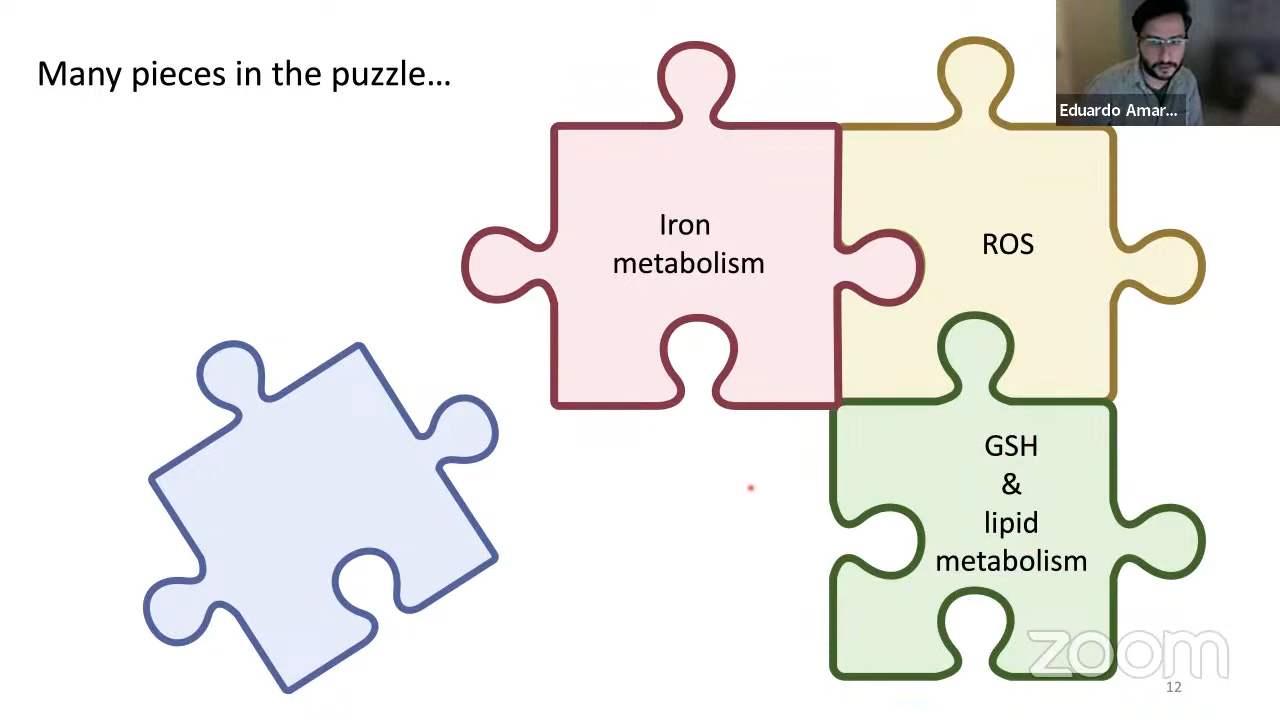 Many pieces in the puzzle...
Eduardo Amar...
Iron
metabolism
ROS
GSH
&
lipid
metabolism
zoom
12